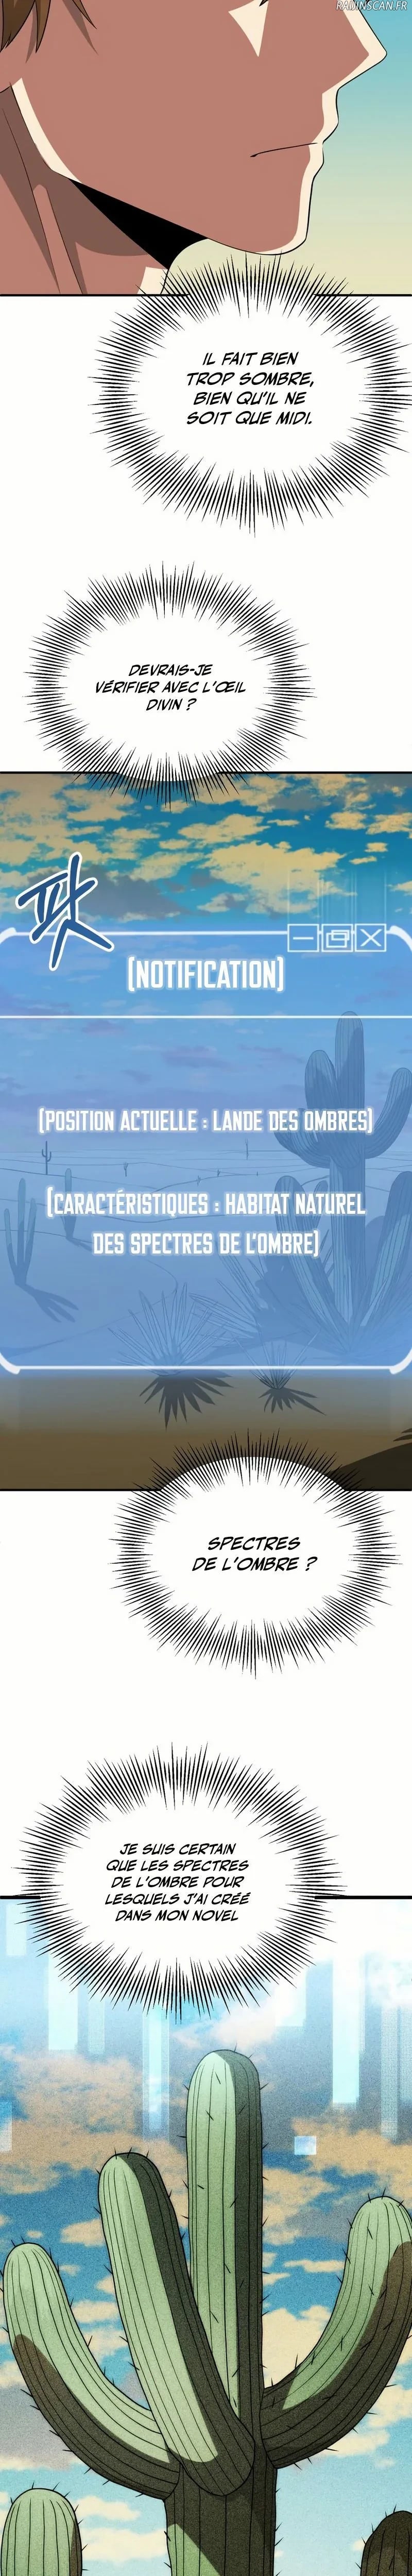 RAIJINSCAN.FR
IL FAIT BIEN
TROP SOMBRE,
BIEN QU'IL NE
SOIT QUE MIDI.
DEVRAIS-JE
VÉRIFIER AVEC L'ŒIL
DIVIN ?
[NOTIFICATION]
[POSITION ACTUELLE : LANDE DES OMBRES]
[CARACTÉRISTIQUES : HABITAT NATUREL
DES SPECTRES DE L'OMBRE]
SPECTRES
DE L'OMBRE ?
JE SUIS CERTAIN
QUE LES SPECTRES
DE L'OMBRE POUR
LESQUELS J'AI CRÉÉ
DANS MON NOVEL